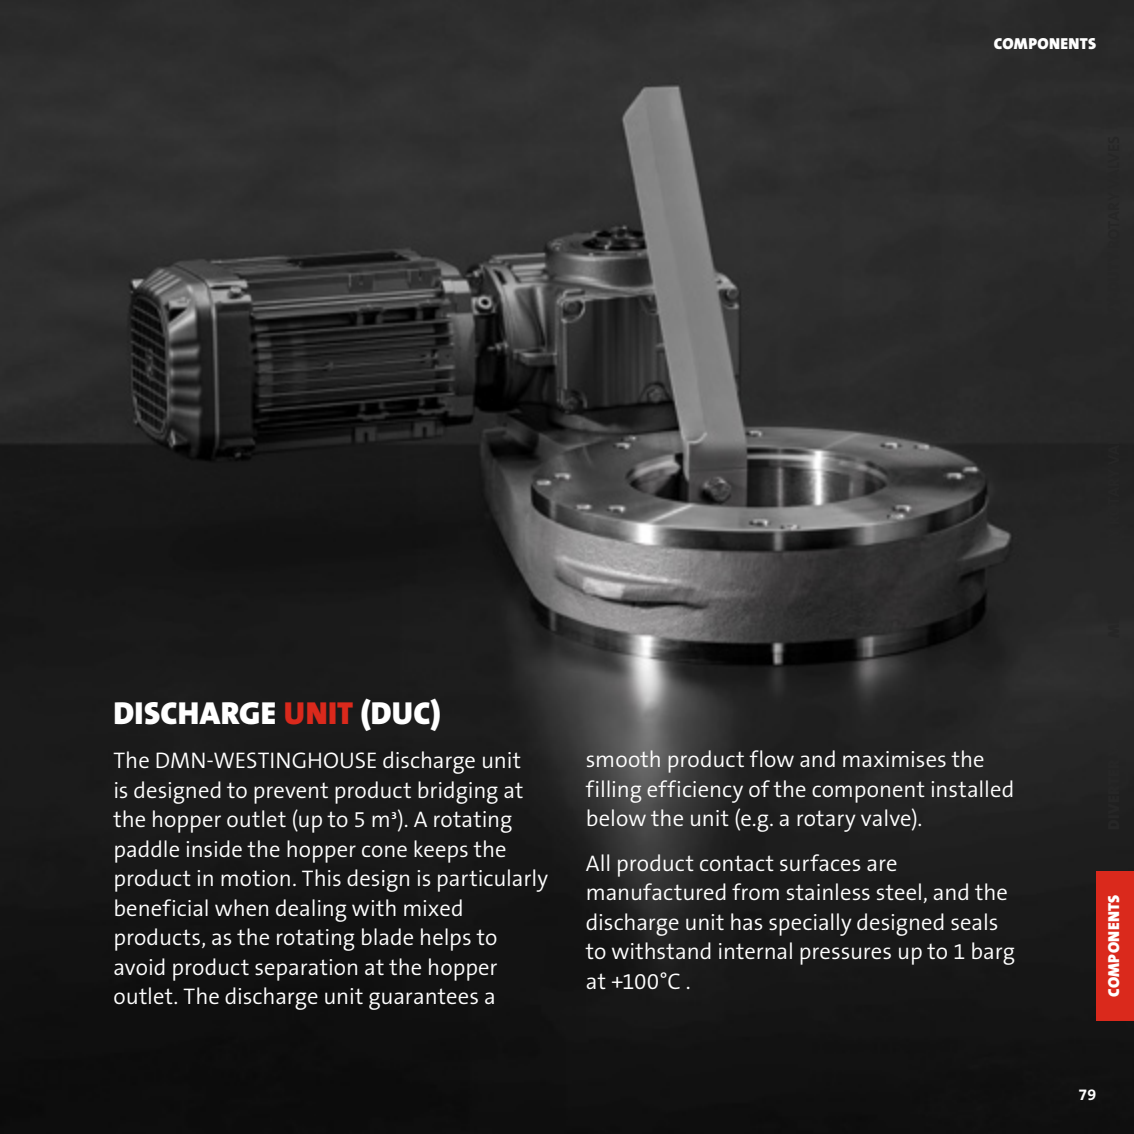 COMPONENTS
DISCHARGE UNIT (DUC)
The DMN-WESTINGHOUSE discharge unit
is designed to prevent product bridging at
the hopper outlet (up to 5 m³). A rotating
paddle inside the hopper cone keeps the
product in motion. This design is particularly
beneficial when dealing with mixed
products, as the rotating blade helps to
avoid product separation at the hopper
outlet. The discharge unit guarantees a
smooth product flow and maximises the
filling efficiency of the component installed
below the unit (e.g. a rotary valve).
All product contact surfaces are
manufactured from stainless steel, and the
discharge unit has specially designed seals
to withstand internal pressures up to 1 barg
at +100°C .
COMPONENTS
79